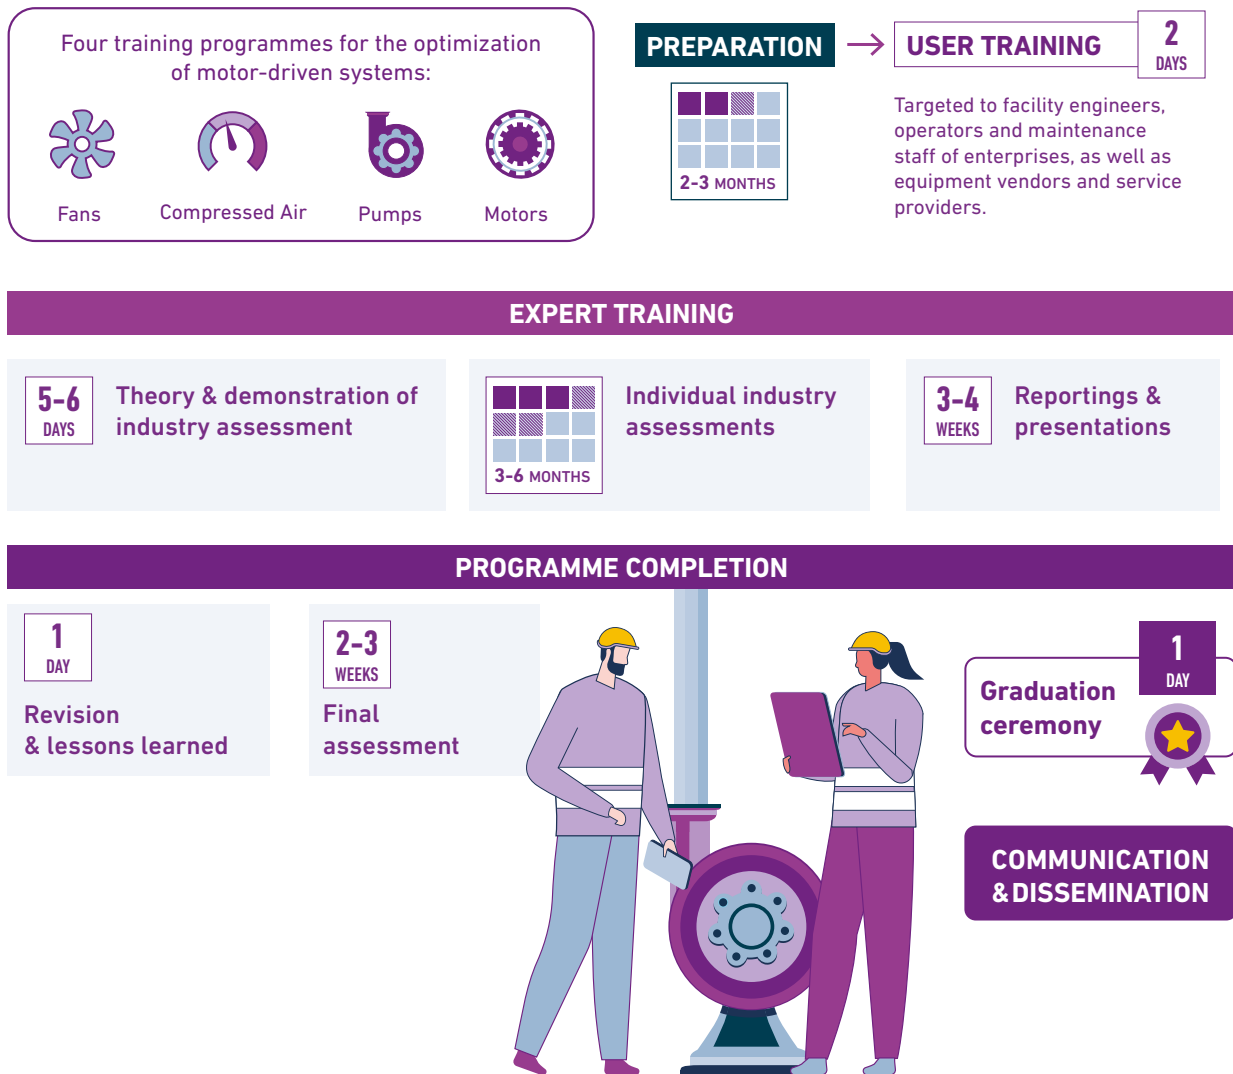 Four training programmes for the optimization
of motor-driven systems:
Fans
Compressed Air
Pumps
Motors
PREPARATION
2-3 MONTHS
USER TRAINING
2
DAYS
Targeted to facility engineers,
operators and maintenance
staff of enterprises, as well as
equipment vendors and service
providers.
EXPERT TRAINING
5-6
DAYS
Theory & demonstration of
industry assessment
3-6 MONTHS
Individual industry
assessments
3-4
WEEKS
Reportings &
presentations
PROGRAMME COMPLETION
1
DAY
Revision
& lessons learned
2-3
WEEKS
Final
assessment
1
DAY
Graduation
ceremony
COMMUNICATION
& DISSEMINATION